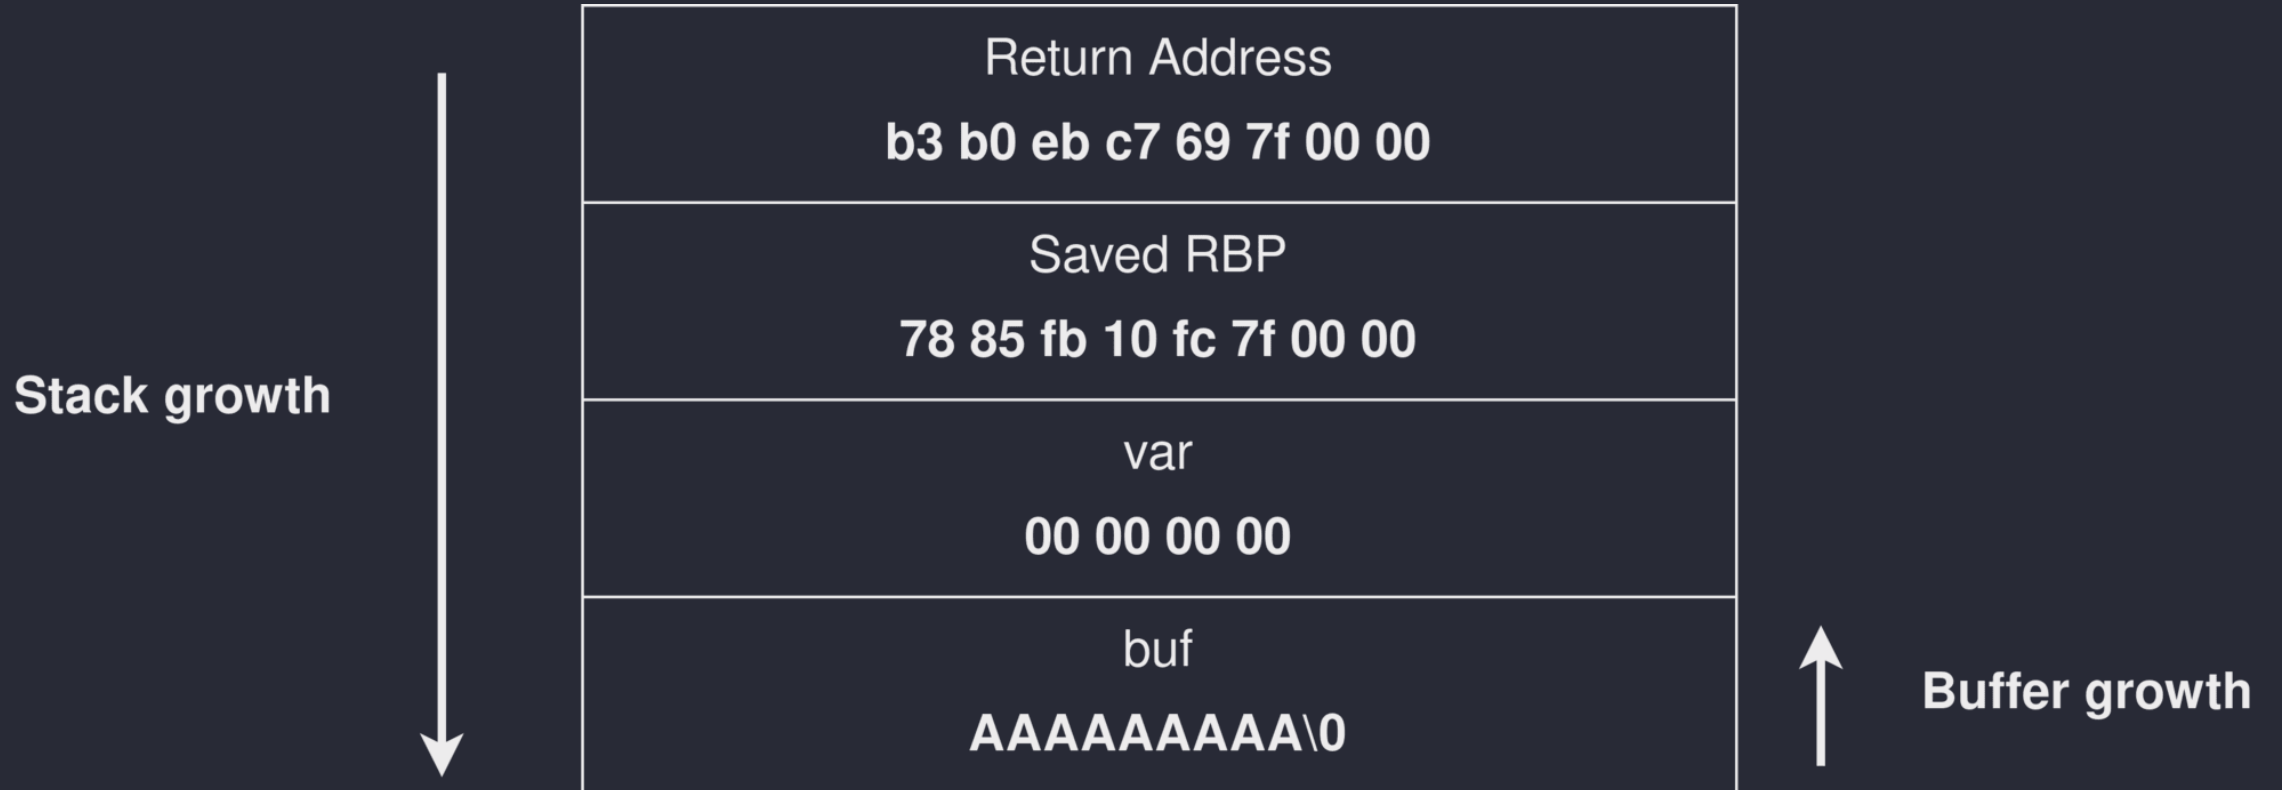 Return Address
b3 b0 eb c7 69 7f 00 00
Saved RBP
78 85 fb 10 fc 7f 00 00
Stack growth
var
00 00 00 00
buf
Buffer growth
AAAAAAAAA\0